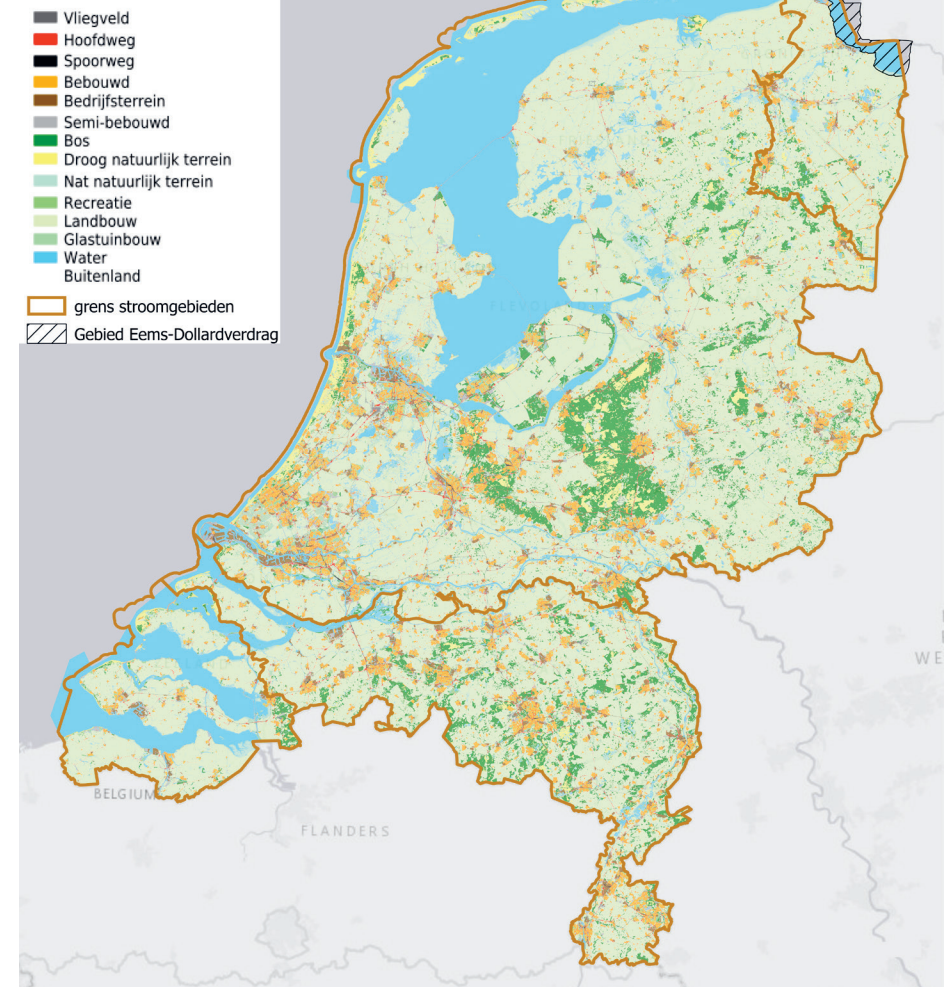 Vliegveld
Hoofdweg
Spoorweg
Bebouwd
Bedrijfsterrein
Semi-bebouwd
Bos
Droog natuurlijk terrein
Nat natuurlijk terrein
Recreatie
Landbouw
Glastuinbouw
Water
Buitenland
grens stroomgebieden
Gebied Eems-Dollardverdrag
WE
BELGIUM
FLANDERS